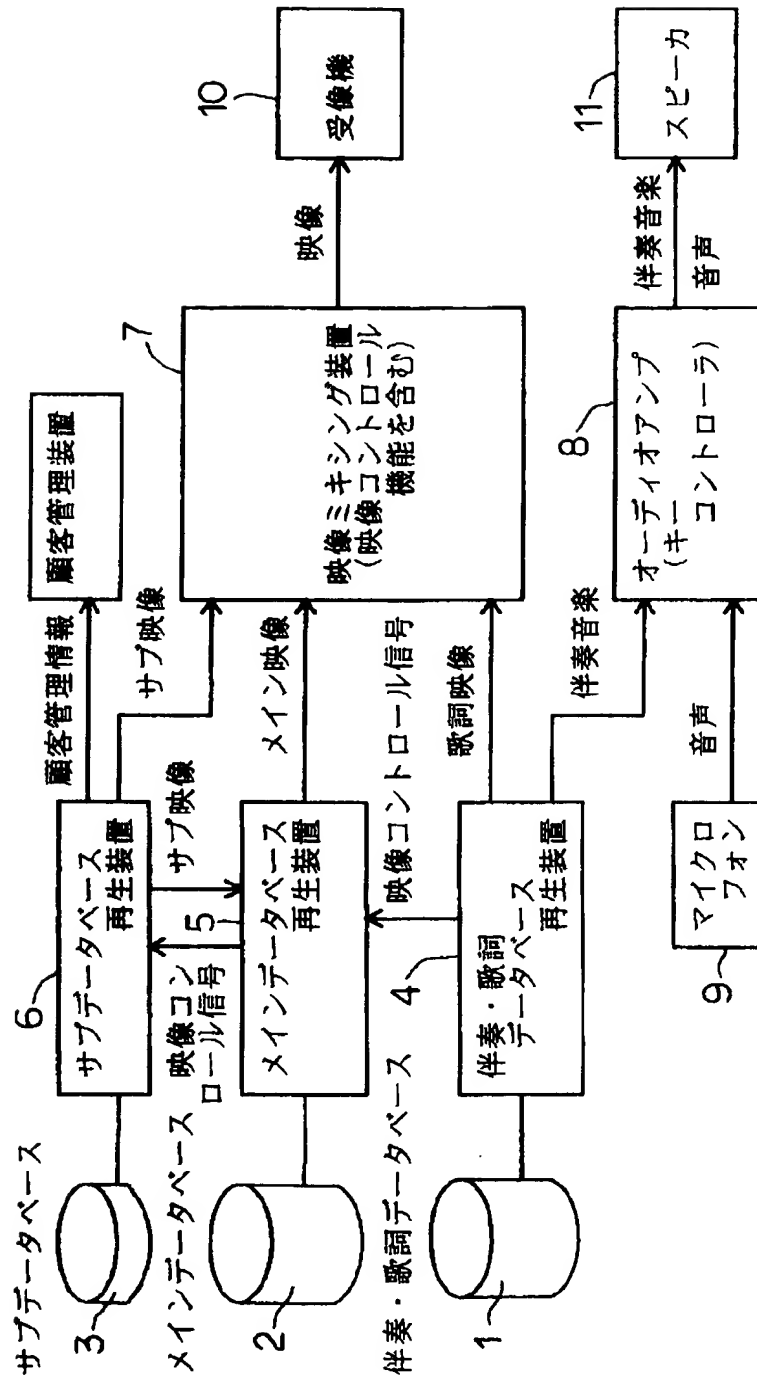 サブデータベース
3
6
サブデータベース
再生装置
顧客管理情報
顧客管理装置
サブ映像
サブ映像
映像コン
ロール信号
メインデータベース
2
5
メインデータベース
再生装置
メイン映像
映像コントロール信号
7
映像ミキシング装置
(映像コントロール
機能を含む)
映像
10
受像機
伴奏・歌詞データベース
1
4
伴奏・歌詞
データベース
再生装置
歌詞映像
伴奏音楽
9
マイクロ
フォン
音声
8
オーディオアンプ
(キー
コントローラ)
伴奏音楽
音声
11
スピーカ